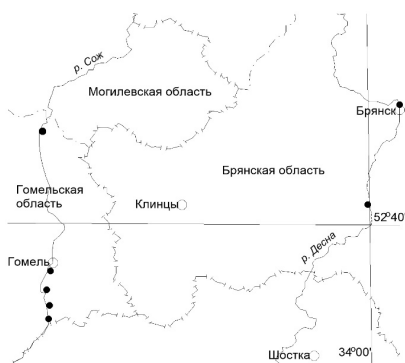 р. Сож
Могилевская область
Брянск
Брянская область
Гомельская
область
Клинцы
52°40'
р. Десна
Гомель
34°00'
Шостка